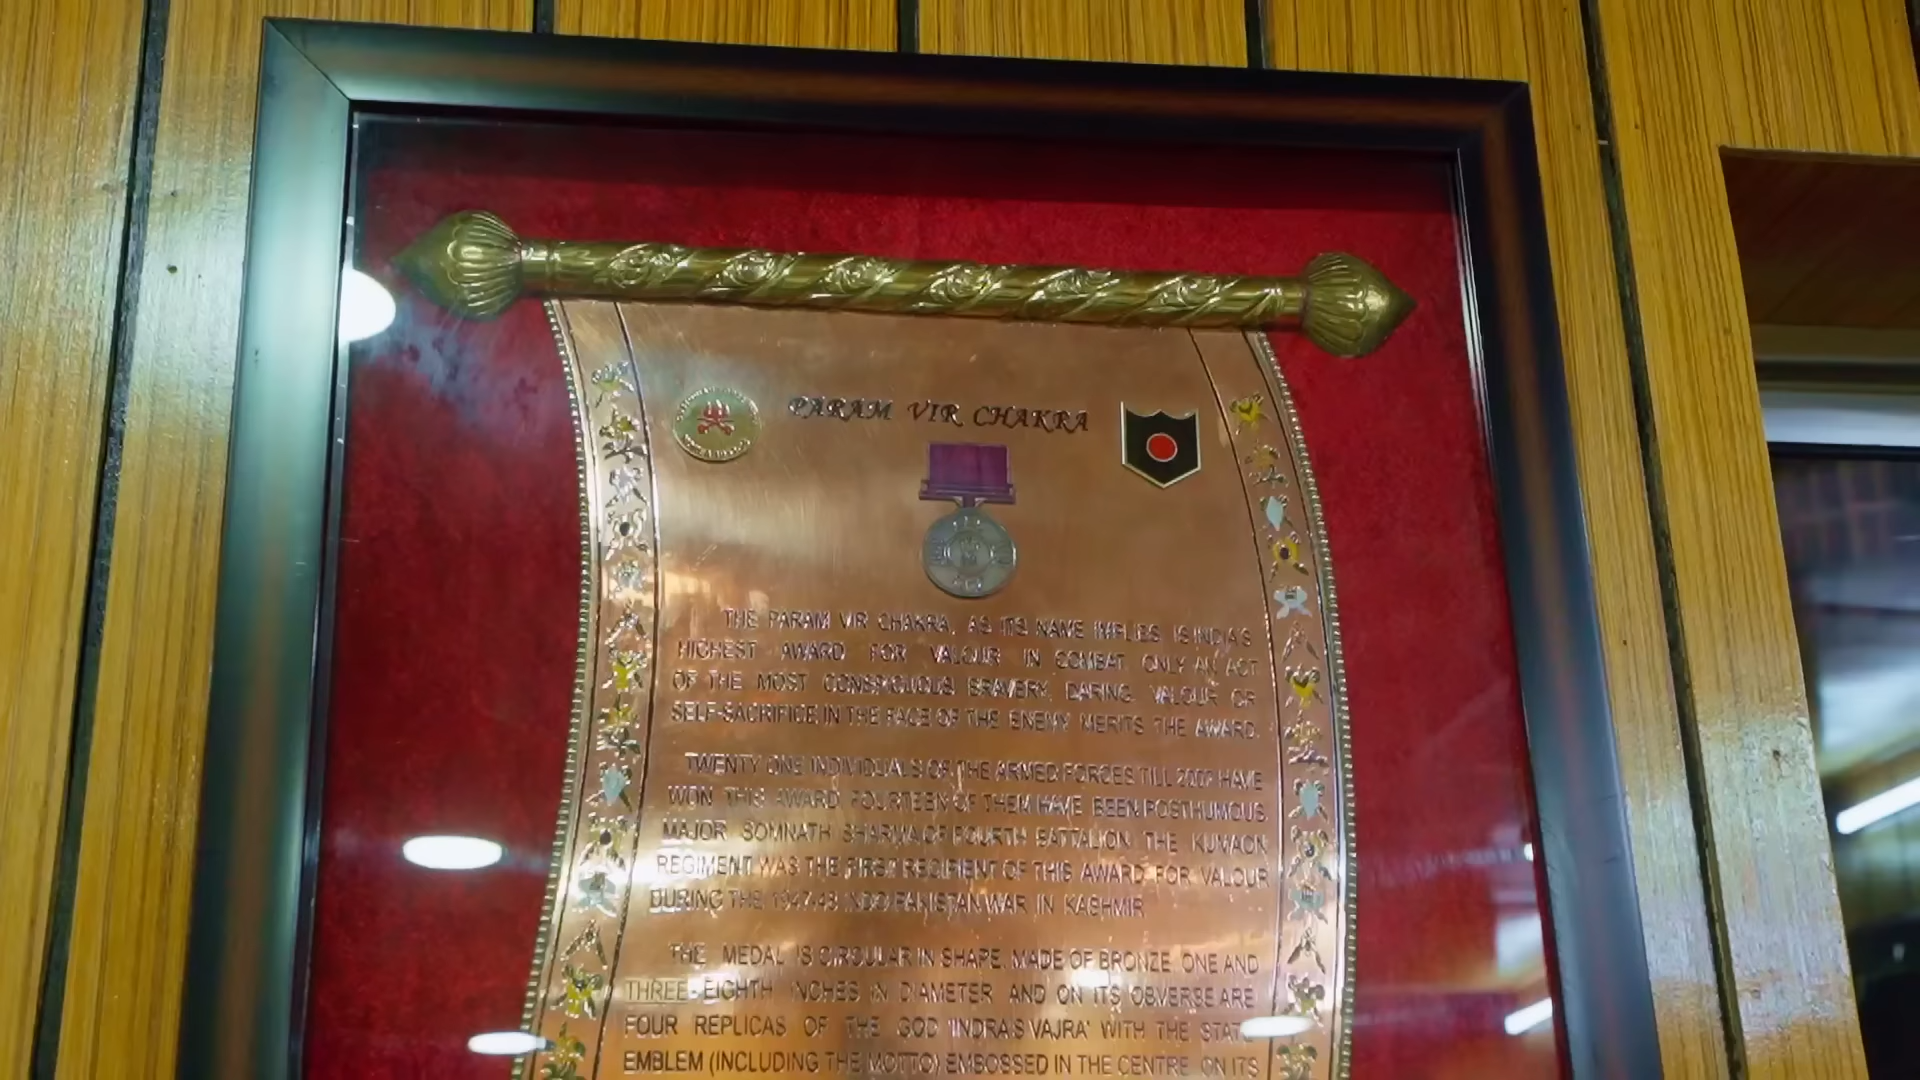 PARAM VIR CHAKRA
THE PARAM VIR CHAKRA, AS ITS NAME IMPLIES IS INDIA'S
HIGHEST AWARD FOR VALOUR IN COMBAT. ONLY AN ACT
OF THE MOST CONSPICUOUS BRAVERY, DARING, VALOUR OR
SELF-SACRIFICE, IN THE FACE OF THE ENEMY MERITS THE AWARD.
TWENTY ONE INDIVIDUALS OF THE ARMED FORCES TILL HAVE
WON THIS AWARD. FOURTEEN OF THEM HAVE BEEN POSTHUMOUS
MAJOR SOMNATH SHARMA OF FOURTH BATTALION THE KUMAON
REGIMENT WAS THE FIRST RECIPIENT OF THIS AWARD FOR VALOUR
DURING THE 1947-48 INDO PAKISTAN WAR IN KASHMIR
THE MEDAL IS CIRCULAR IN SHAPE, MADE OF BRONZE ONE AND
THREE-EIGHTH INCHES IN DIAMETER AND ON ITS OBVERSE ARE
FOUR REPLICAS OF THE GOD 'INDRA'S VAJRA' WITH THE STATE
EMBLEM (INCLUDING THE MOTTO) EMBOSSED IN THE CENTRE. ON ITS